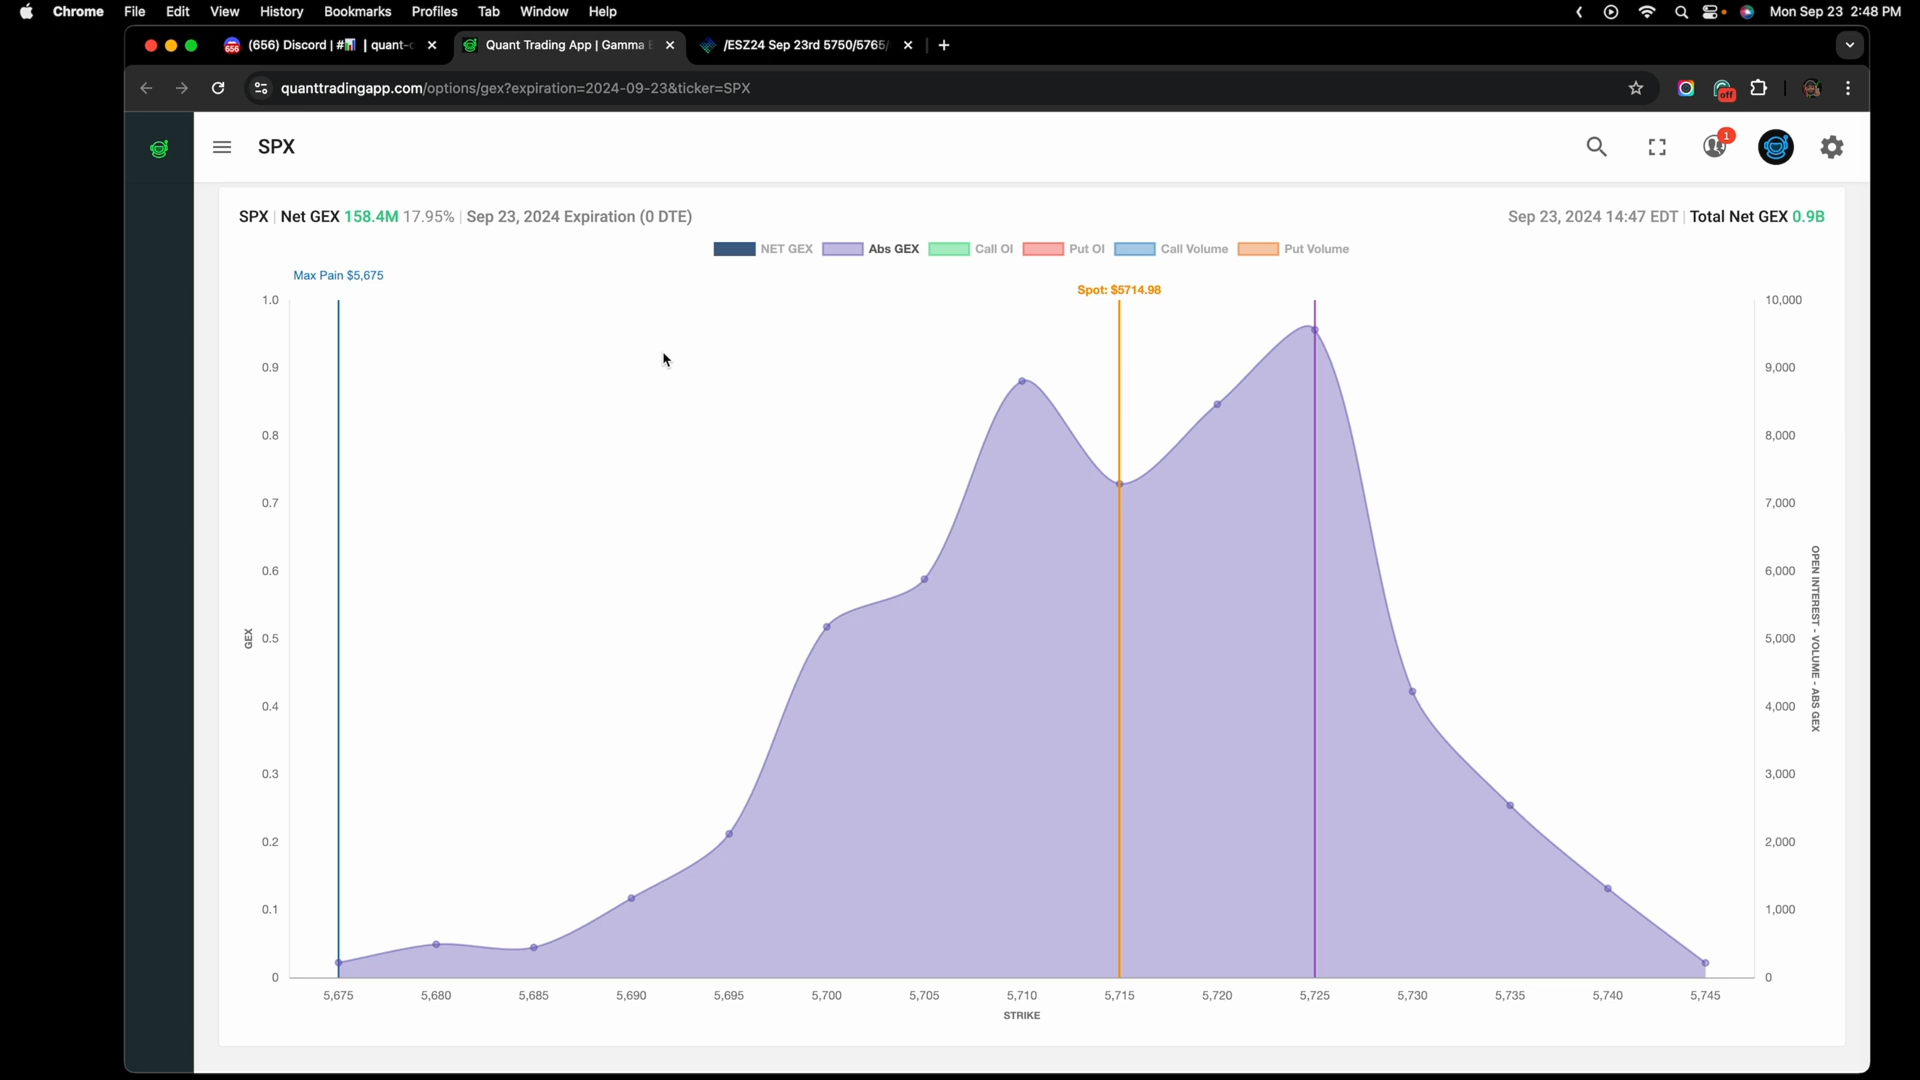 Chrome File Edit View History Bookmarks Profiles Tab Window Help
Mon Sep 23 2:48 PM
656 (656) Discord | # | quant-
Quant Trading App | Gamma E
/ESZ24 Sep 23rd 5750/5765/
quanttradingapp.com/options/gex?expiration=2024-09-23&ticker=SPX
off
SPX
1
SPX | Net GEX 158.4M 17.95% | Sep 23, 2024 Expiration (0 DTE)
Sep 23, 2024 14:47 EDT | Total Net GEX 0.9B
NET GEX Abs GEX Call OI Put OI Call Volume Put Volume
Max Pain $5,675
Spot: $5714.98
1.0 10,000
0.9 9,000
0.8 8,000
0.7 7,000
0.6 6,000
0.5 5,000
0.4 4,000
0.3 3,000
0.2 2,000
0.1 1,000
0 0
GEX
OPEN INTEREST - VOLUME - ABS GEX
5,675 5,680 5,685 5,690 5,695 5,700 5,705 5,710 5,715 5,720 5,725 5,730 5,735 5,740 5,745
STRIKE